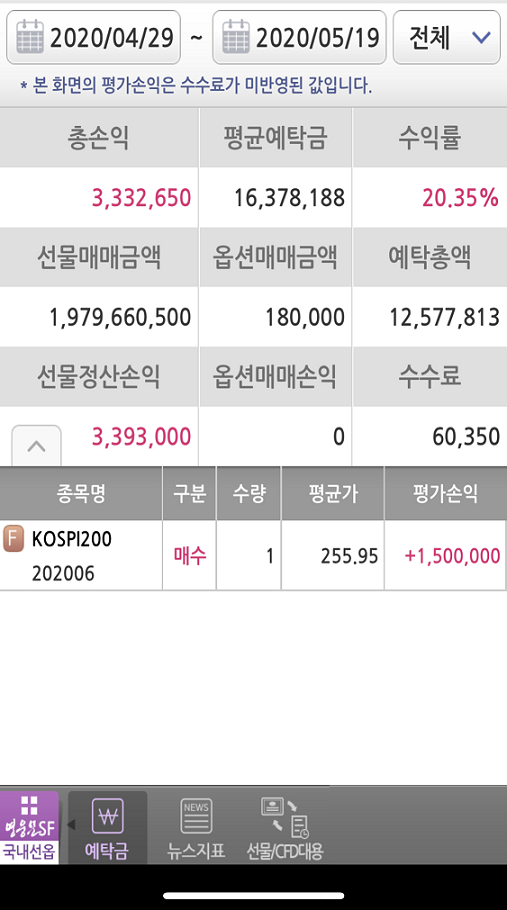 2020/04/29 ~ 2020/05/19 전체
* 본 화면의 평가손익은 수수료가 미반영된 값입니다.
총손익 평균예탁금 수익률
3,332,650 16,378,188 20.35%
선물매매금액 옵션매매금액 예탁총액
1,979,660,500 180,000 12,577,813
선물정산손익 옵션매매손익 수수료
3,393,000 0 60,350
종목명 구분 수량 평균가 평가손익
F KOSPI200 매수 1 255.95 +1,500,000
202006
NEWS
영웅문SF
국내선옵 예탁금 뉴스지표 선물/CFD대용